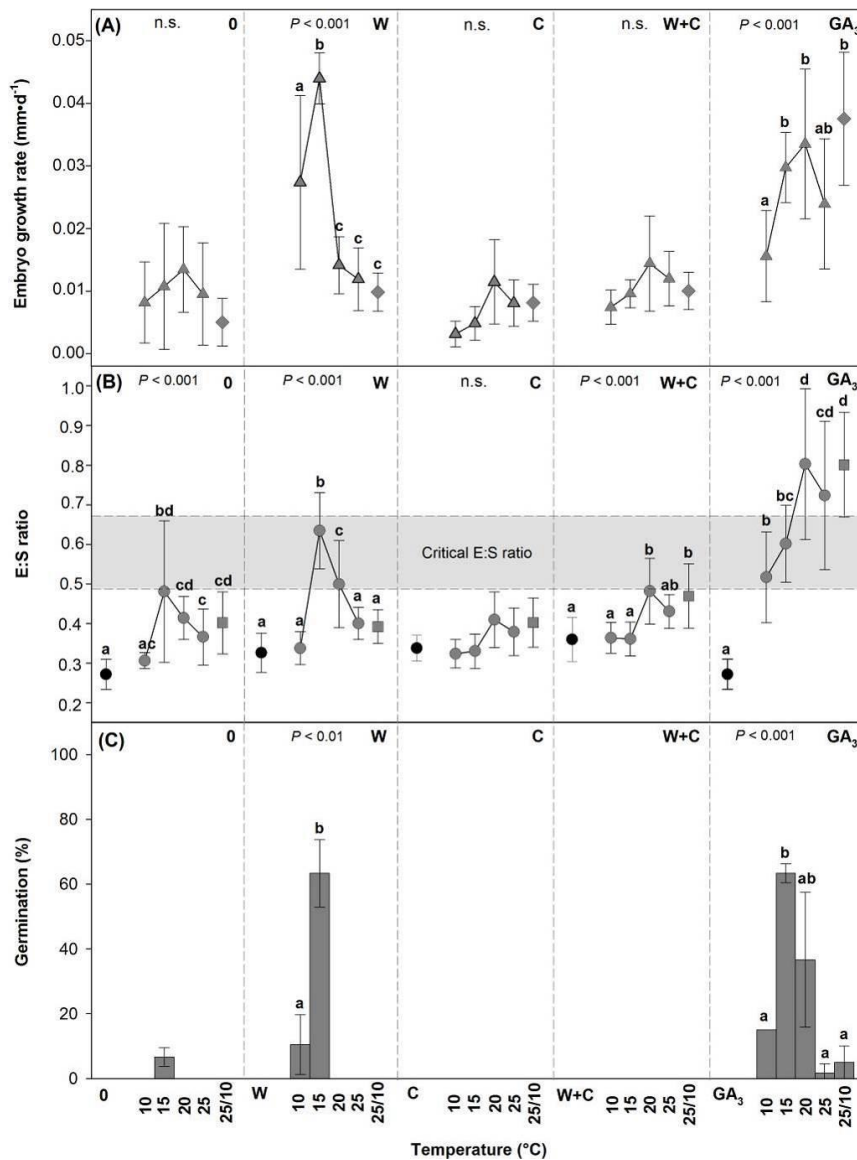 (A) n.s. 0 P < 0.001 W n.s. C n.s. W+C P < 0.001 GA₃
0.05
0.04
0.03
0.02
0.01
0.00
Embryo growth rate (mm•d⁻¹)
a b c c c
a b b ab b
(B) P < 0.001 0 P < 0.001 W n.s. C P < 0.001 W+C P < 0.001 GA₃
1.0
0.9
0.8
0.7
0.6
0.5
0.4
0.3
0.2
E:S ratio
Critical E:S ratio
a ac bd cd c cd
a a b c a a
a a a b ab b
a b bc d cd d
(C) 0 P < 0.01 W C W+C P < 0.001 GA₃
100
80
60
40
20
0
Germination (%)
a b
a b ab a a
0 10 15 20 25 25/10 W 10 15 20 25 25/10 C 10 15 20 25 25/10 W+C 10 15 20 25 25/10 GA₃ 10 15 20 25 25/10
Temperature (°C)